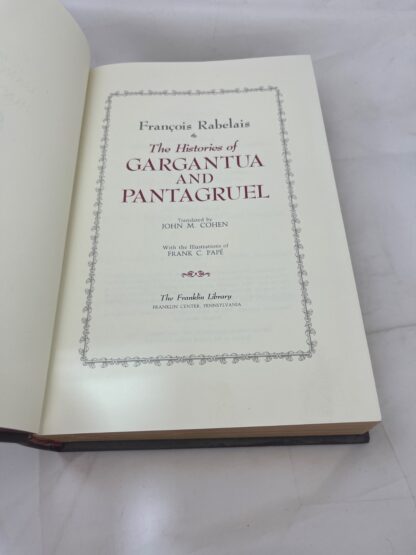 François Rabelais
&
The Histories of
GARGANTUA
AND
PANTAGRUEL
Translated by
JOHN M. COHEN
With the Illustrations of
FRANK C. PAPÉ
The Franklin Library
FRANKLIN CENTER, PENNSYLVANIA